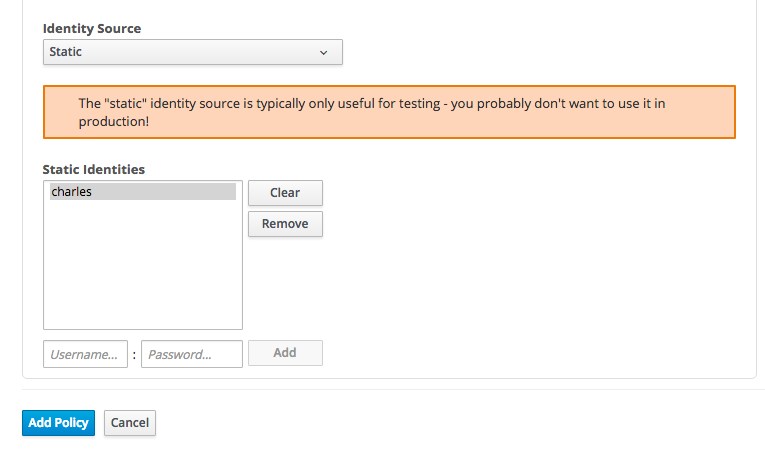 Identity Source
Static
The "static" identity source is typically only useful for testing - you probably don't want to use it in
production!
Static Identities
charles
Clear
Remove
Username... : Password... Add
Add Policy Cancel